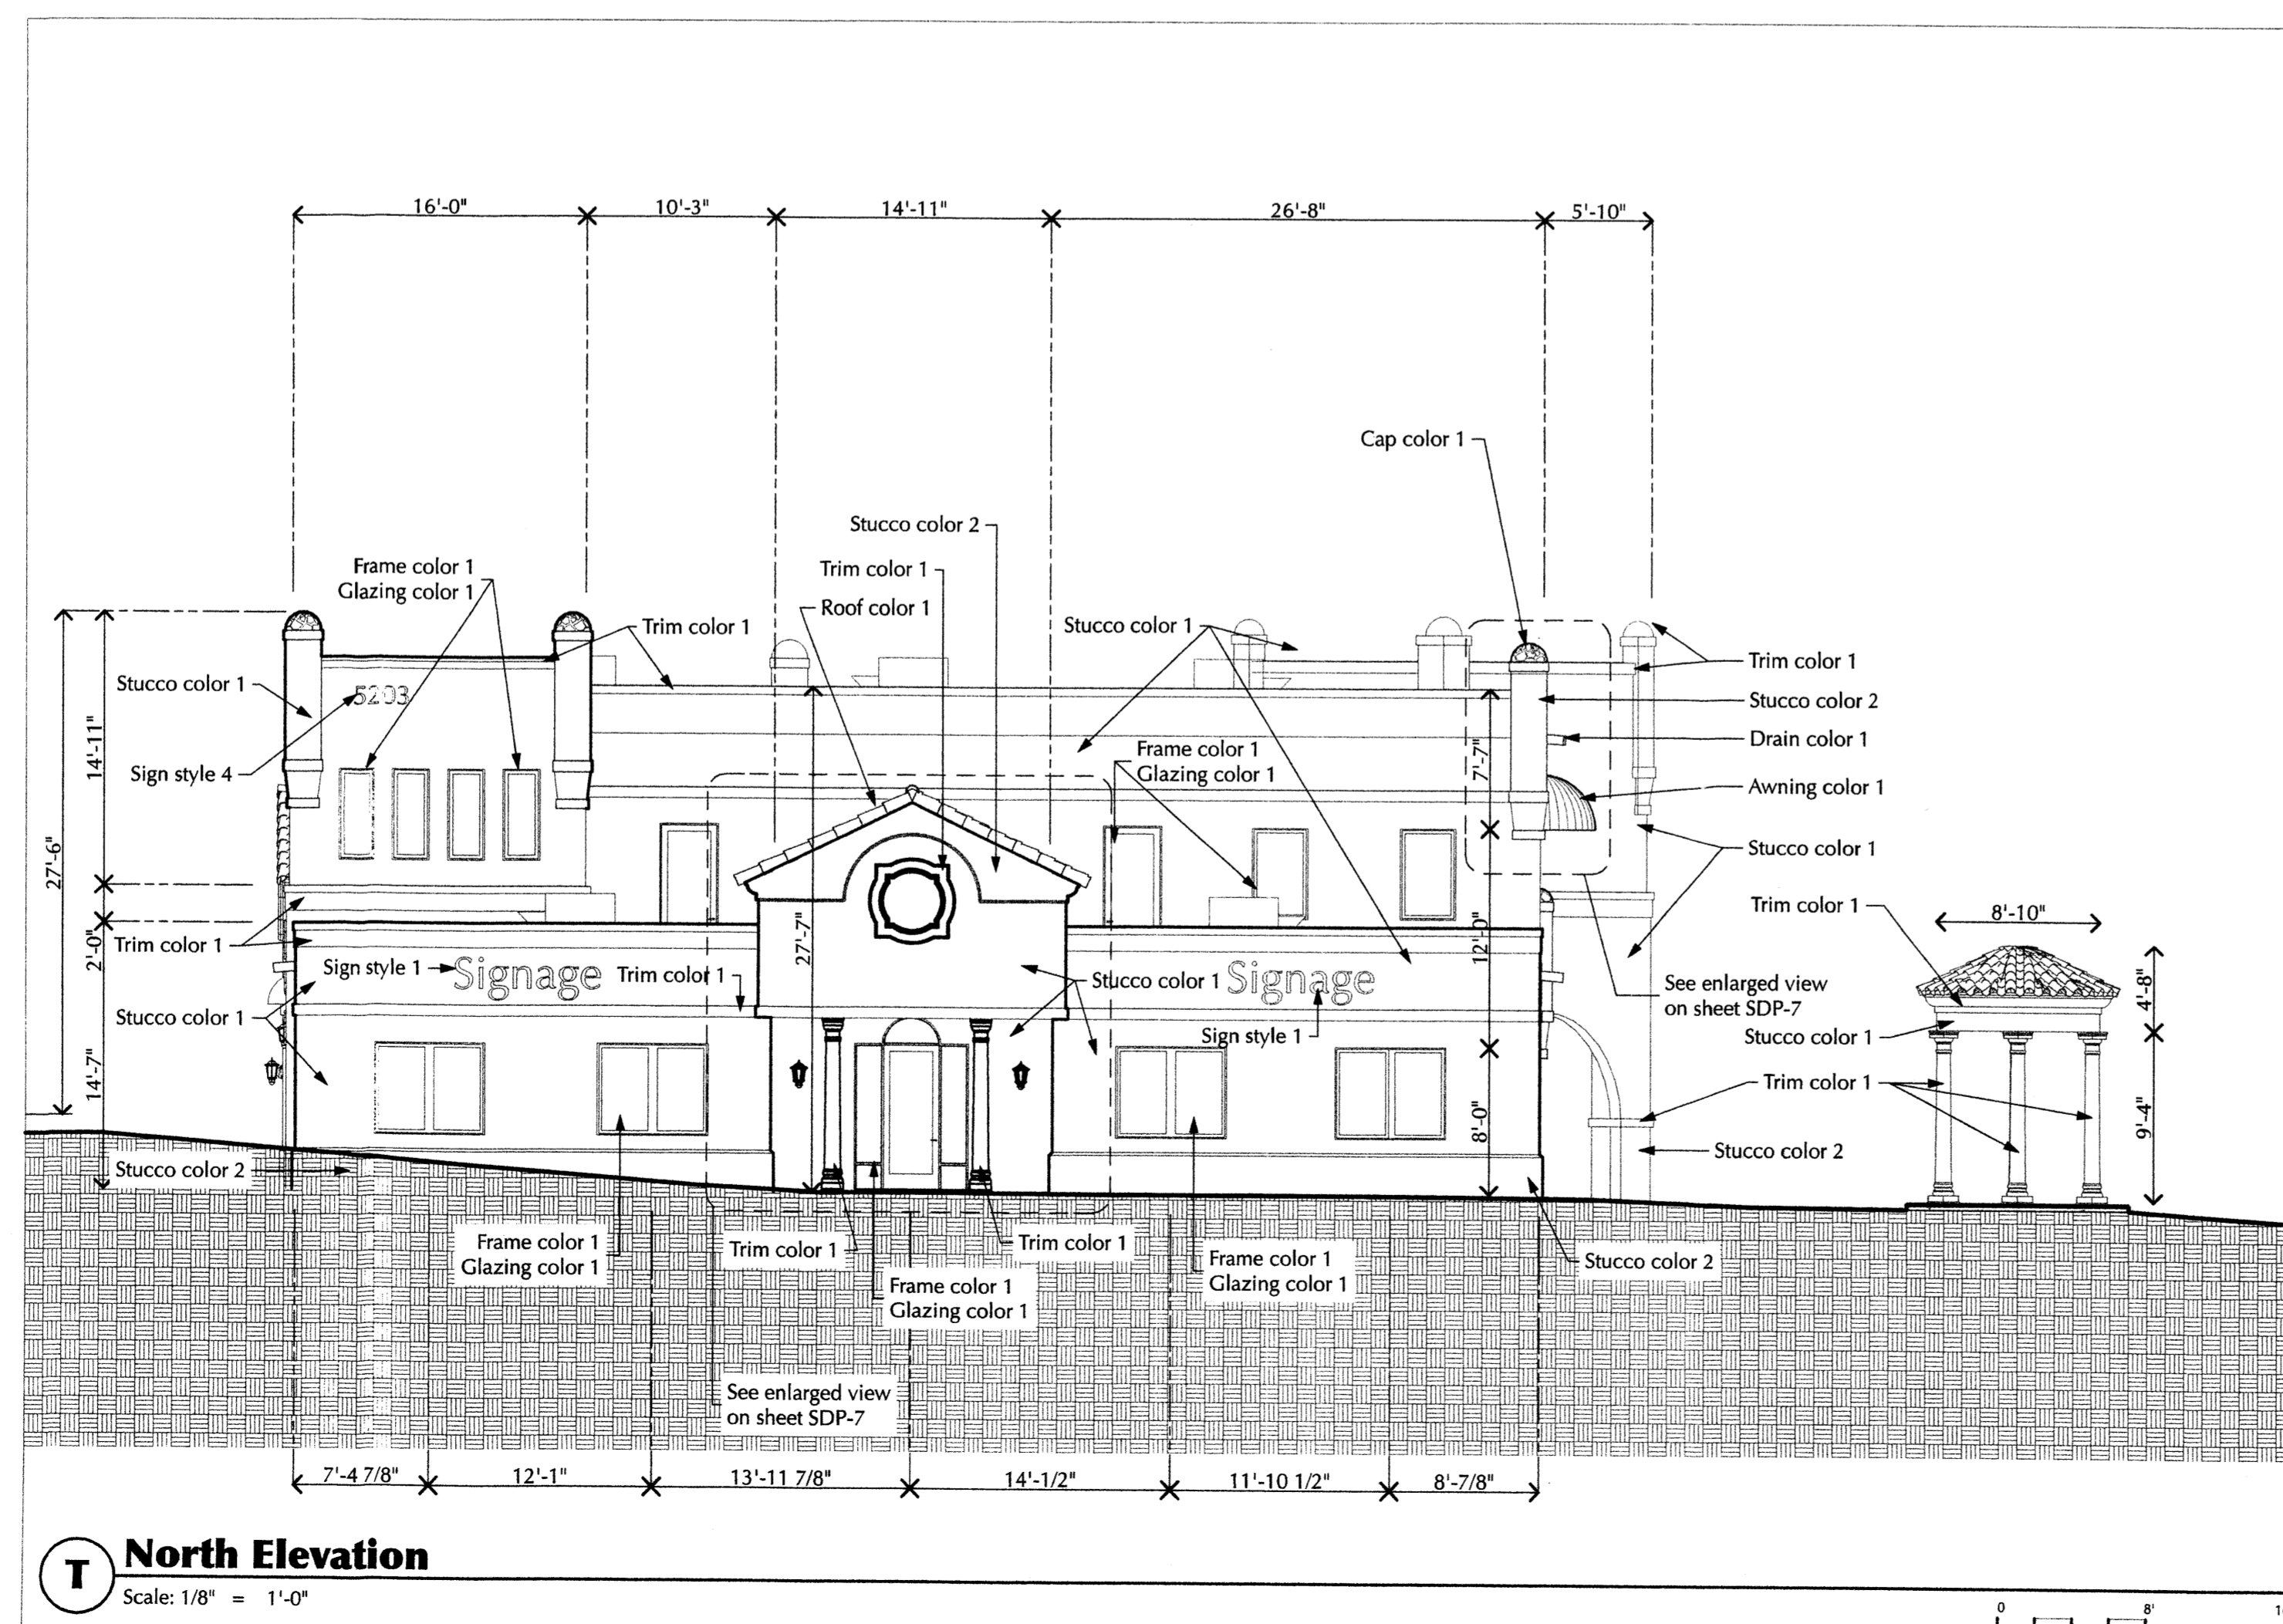 16'-0"
10'-3"
14'-11"
26'-8"
5'-10"
Cap color 1
Stucco color 2
Frame color 1
Glazing color 1
Trim color 1
Roof color 1
Trim color 1
Stucco color 1
Trim color 1
Stucco color 1
5203
Stucco color 2
Drain color 1
14'-11"
Sign style 4
Frame color 1
Glazing color 1
7'-7"
Awning color 1
27'-6"
Stucco color 1
Trim color 1
8'-10"
Trim color 1
2'-0"
Sign style 1
Signage
Trim color 1
27'-7"
Stucco color 1
Signage
12'-0"
See enlarged view
on sheet SDP-7
4'-8"
Stucco color 1
Sign style 1
Stucco color 1
14'-7"
Trim color 1
8'-0"
9'-4"
Stucco color 2
Stucco color 2
Frame color 1
Glazing color 1
Trim color 1
Trim color 1
Frame color 1
Glazing color 1
Frame color 1
Glazing color 1
Stucco color 2
See enlarged view
on sheet SDP-7
7'-4 7/8"
12'-1"
13'-11 7/8"
14'-1/2"
11'-10 1/2"
8'-7/8"
T
North Elevation
Scale: 1/8" = 1'-0"
0
8'